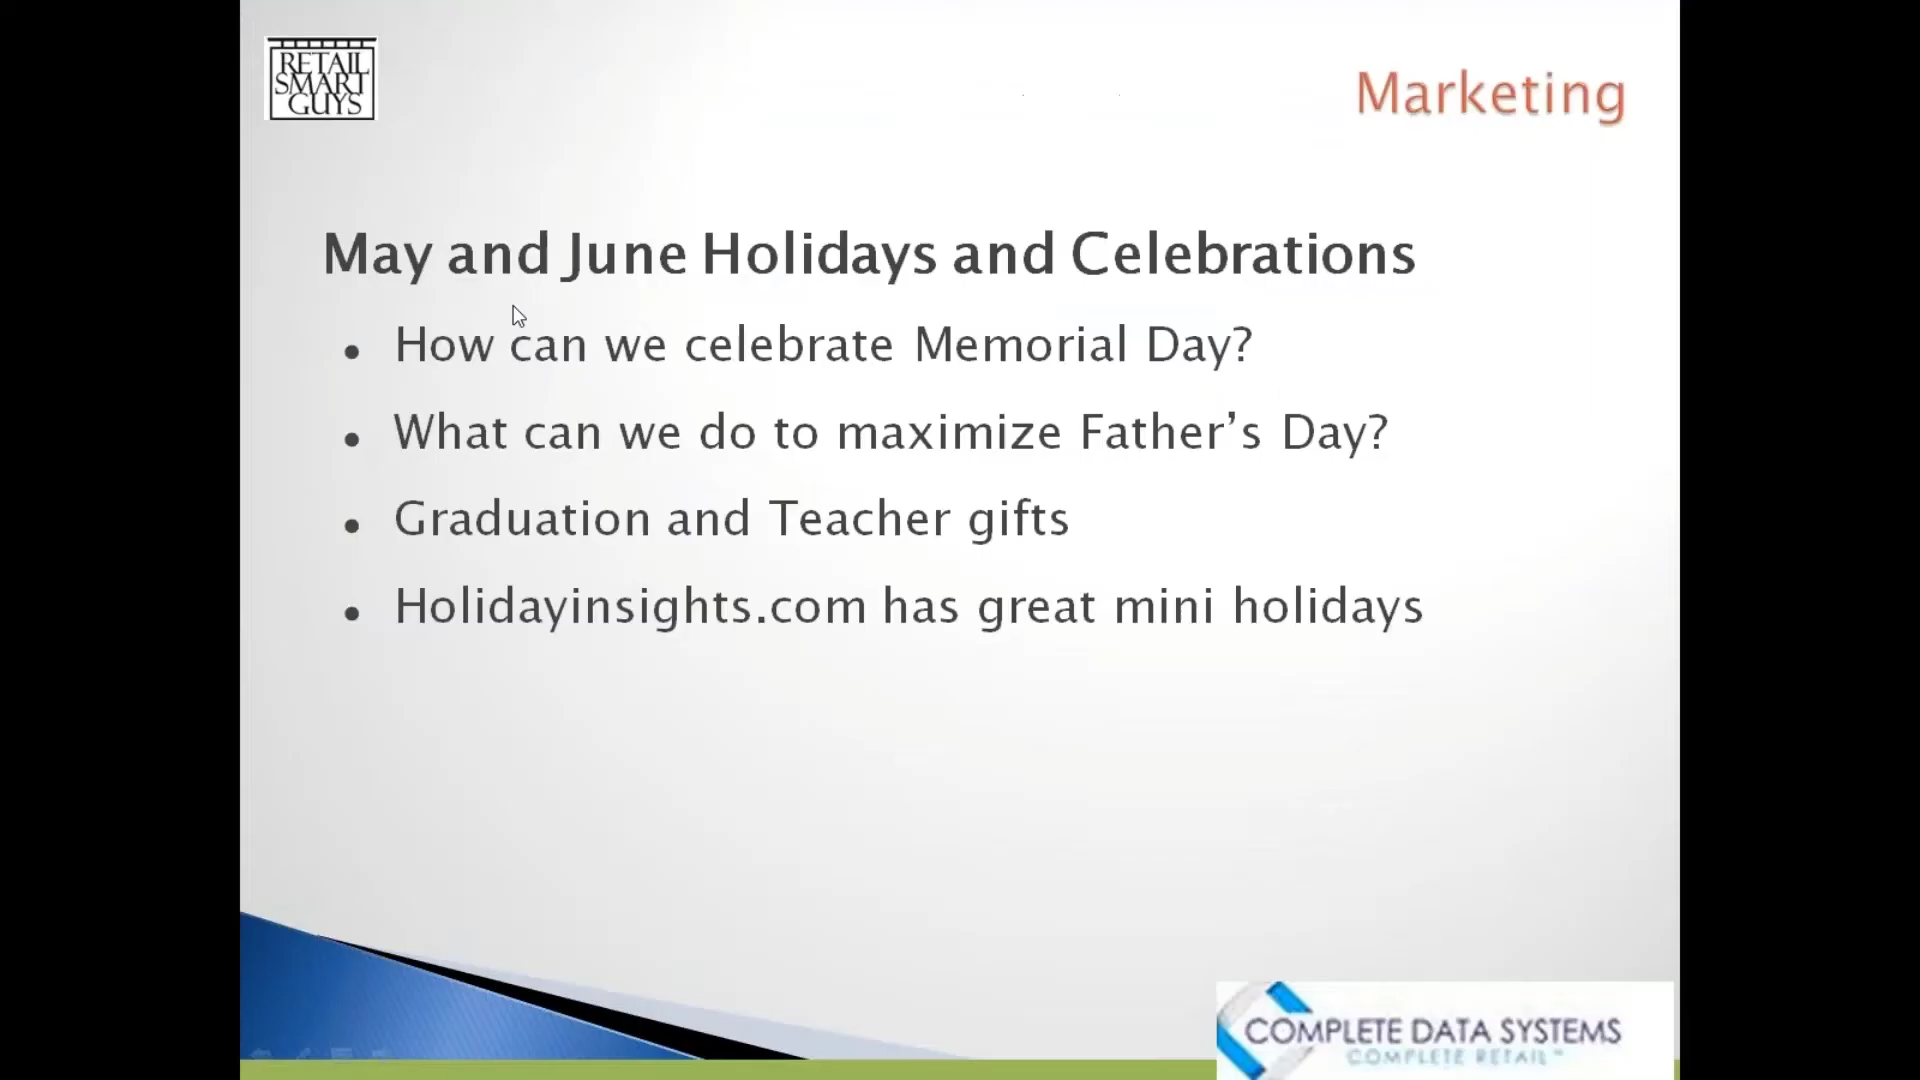 RETAIL
SMART
GUYS
Marketing
May and June Holidays and Celebrations
• How can we celebrate Memorial Day?
• What can we do to maximize Father’s Day?
• Graduation and Teacher gifts
• Holidayinsights.com has great mini holidays
COMPLETE DATA SYSTEMS
COMPLETE RETAIL™